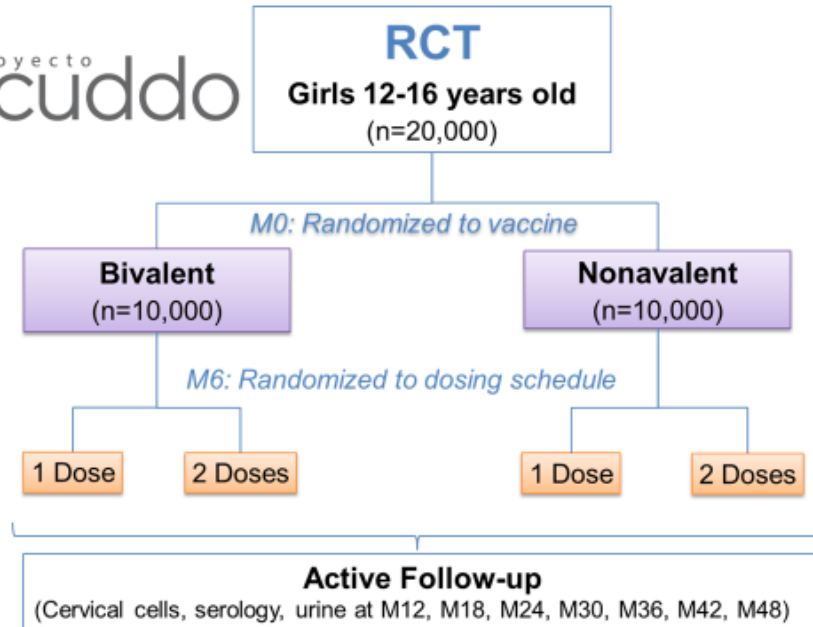 oyecto
cuddo
RCT
Girls 12-16 years old
(n=20,000)
M0: Randomized to vaccine
Bivalent
(n=10,000)
Nonavalent
(n=10,000)
M6: Randomized to dosing schedule
1 Dose
2 Doses
1 Dose
2 Doses
Active Follow-up
(Cervical cells, serology, urine at M12, M18, M24, M30, M36, M42, M48)